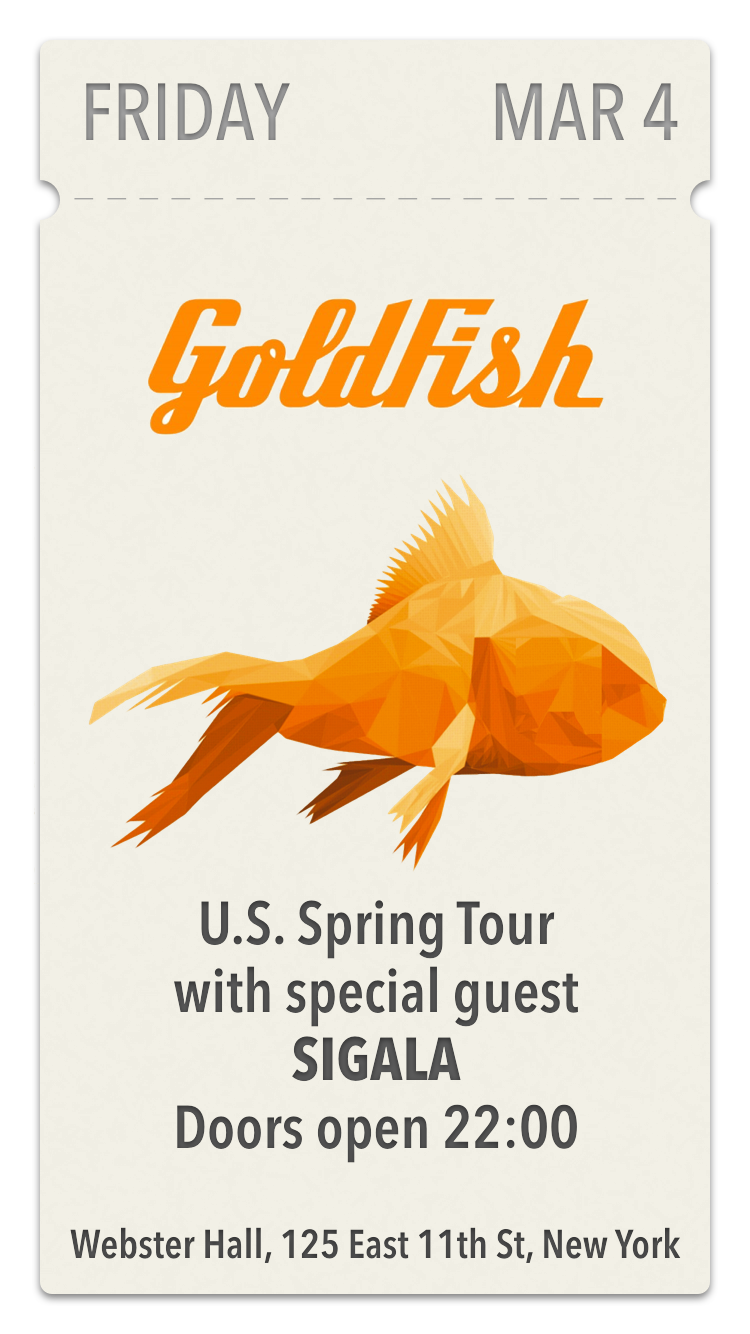 FRIDAY MAR 4
GoldFish
U.S. Spring Tour
with special guest
SIGALA
Doors open 22:00
Webster Hall, 125 East 11th St, New York